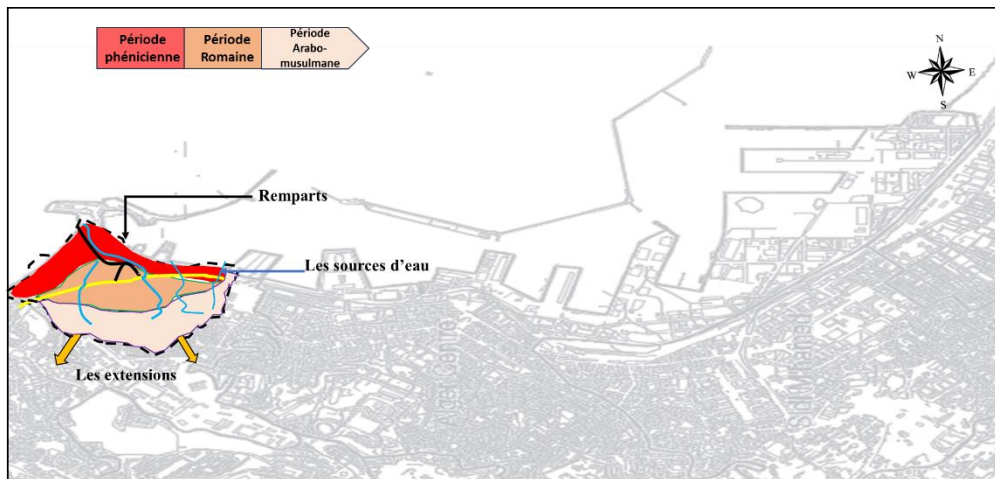 Période
phénicienne
Période
Romaine
Période
Arabo-
musulmane
N
W
E
S
Remparts
Les sources d’eau
Les extensions